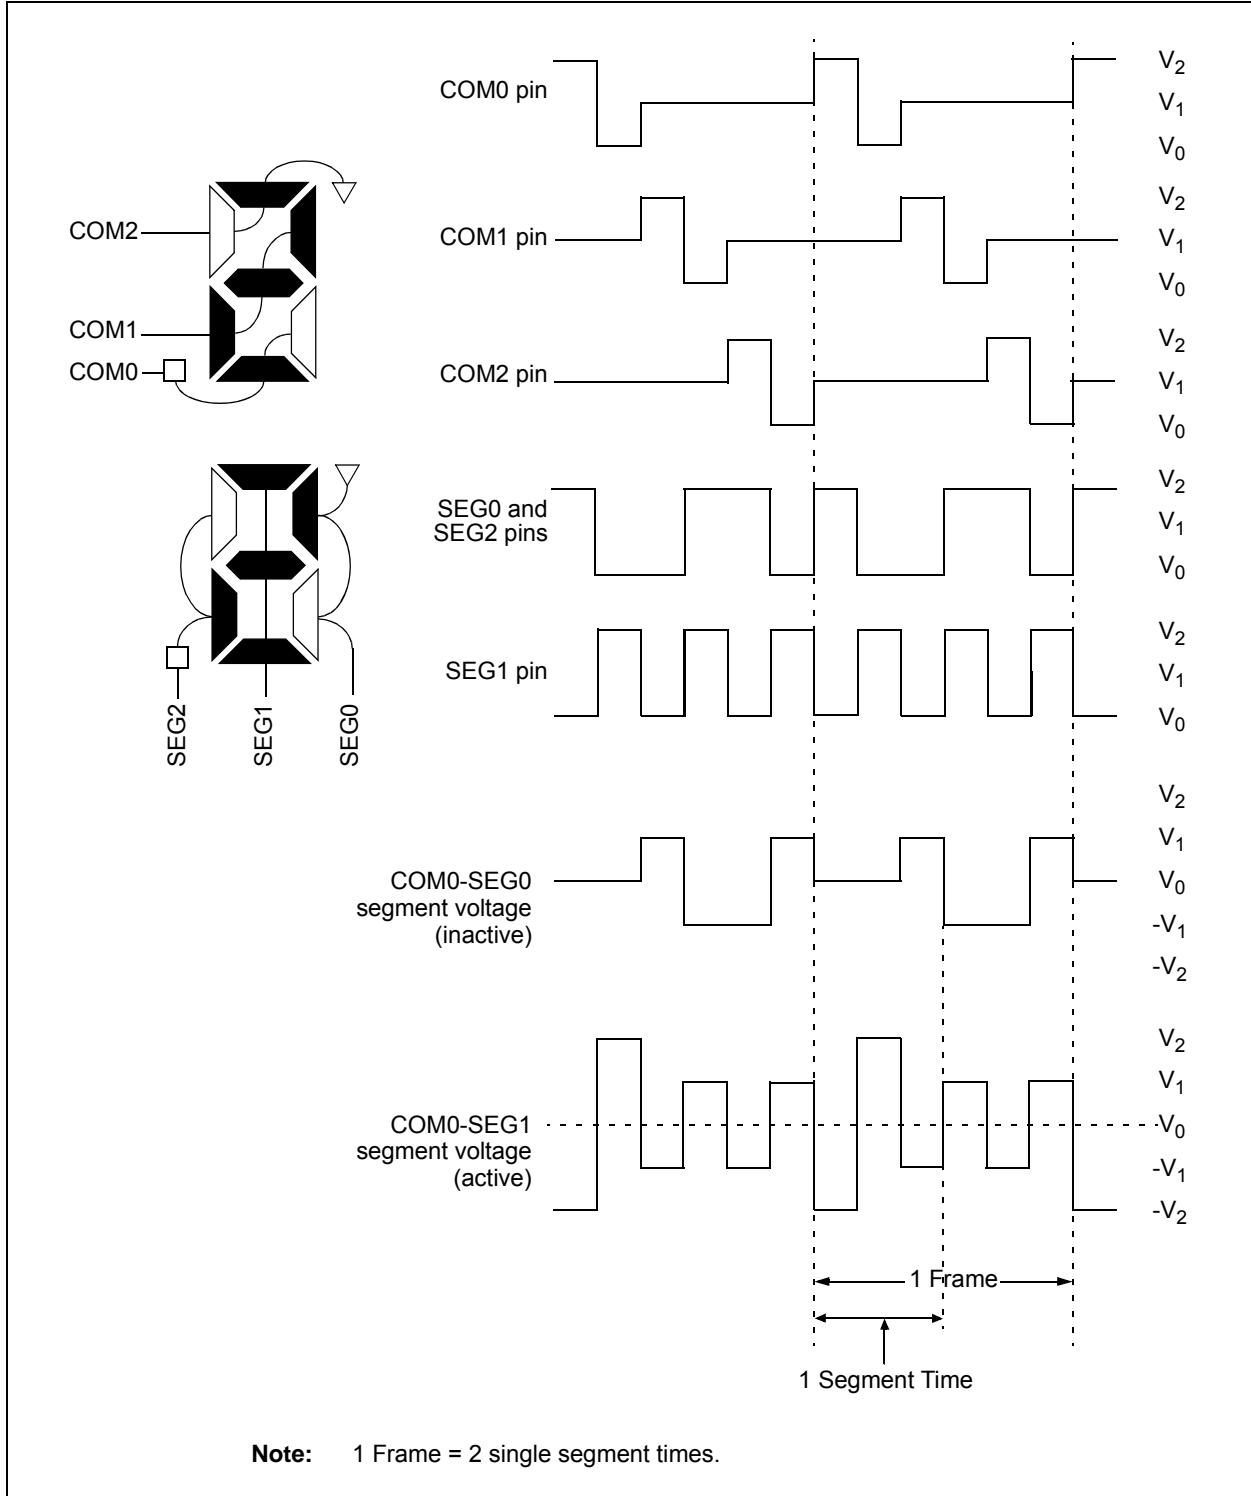 COM0 pin
V2
V1
V0
COM2
COM1
COM0
COM1 pin
V2
V1
V0
COM2 pin
V2
V1
V0
SEG0 and
SEG2 pins
V2
V1
V0
SEG2
SEG1
SEG0
SEG1 pin
V2
V1
V0
COM0-SEG0
segment voltage
(inactive)
V2
V1
V0
-V1
-V2
COM0-SEG1
segment voltage
(active)
V2
V1
V0
-V1
-V2
1 Frame
1 Segment Time
Note: 1 Frame = 2 single segment times.